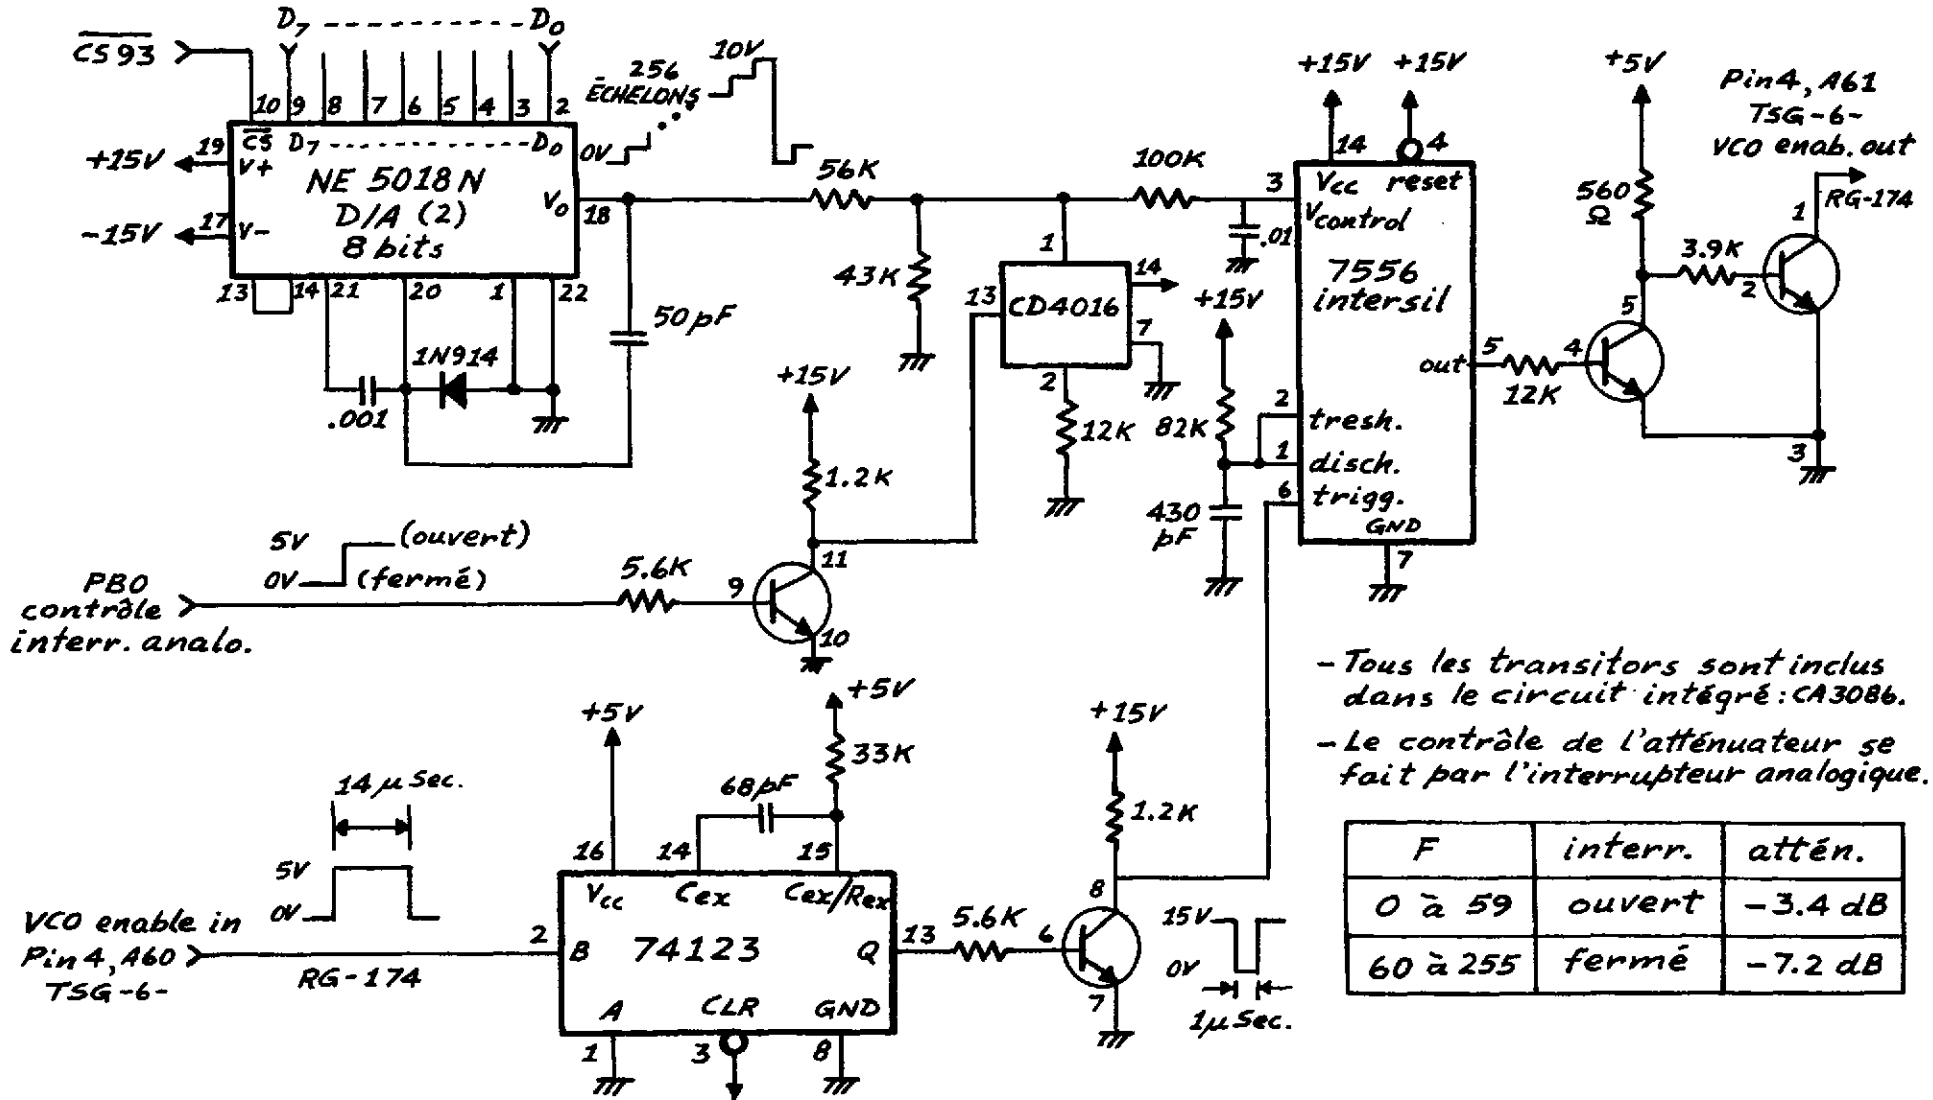 D7 - - - - - - - - - - D0
CS 93
10 9 8 7 6 5 4 3 2
CS D7 - - - - - - - - - - D0
+15V 19 V+
NE 5018 N
D/A (2)
8 bits
V0
18
-15V 17 V-
13 14 21 20 1 22
10V
256
ÉCHELONS
0V
56K
43K
50pF
1N914
.001
100K
.01
1
13 CD4016 14
7
2
12K
+15V
1.2K
11
9
10
5.6K
5V (ouvert)
0V (fermé)
PB0
contrôle
interr. analo.
+15V +15V
14 4
Vcc reset
3
Vcontrol
7556
intersil
out 5
2 tresh.
1 disch.
6 trigg.
GND
7
+15V
82K
430
pF
12K
4
5
+5V
560
Ω
3.9K
2
1
3
Pin4, A61
TSG-6-
VCO enab. out
RG-174
- Tous les transitors sont inclus
dans le circuit intégré : CA3086.
- Le contrôle de l'atténuateur se
fait par l'interrupteur analogique.
F interr. attén.
0 à 59 ouvert -3.4 dB
60 à 255 fermé -7.2 dB
14 µSec.
5V
0V
VCO enable in
Pin4, A60
TSG-6-
RG-174
+5V
+5V
33K
68pF
16 14 15
Vcc Cex Cex/Rex
2 B 74123 Q 13
A CLR GND
1 3 8
5.6K
6
8
7
+15V
1.2K
15V
0V
1µSec.